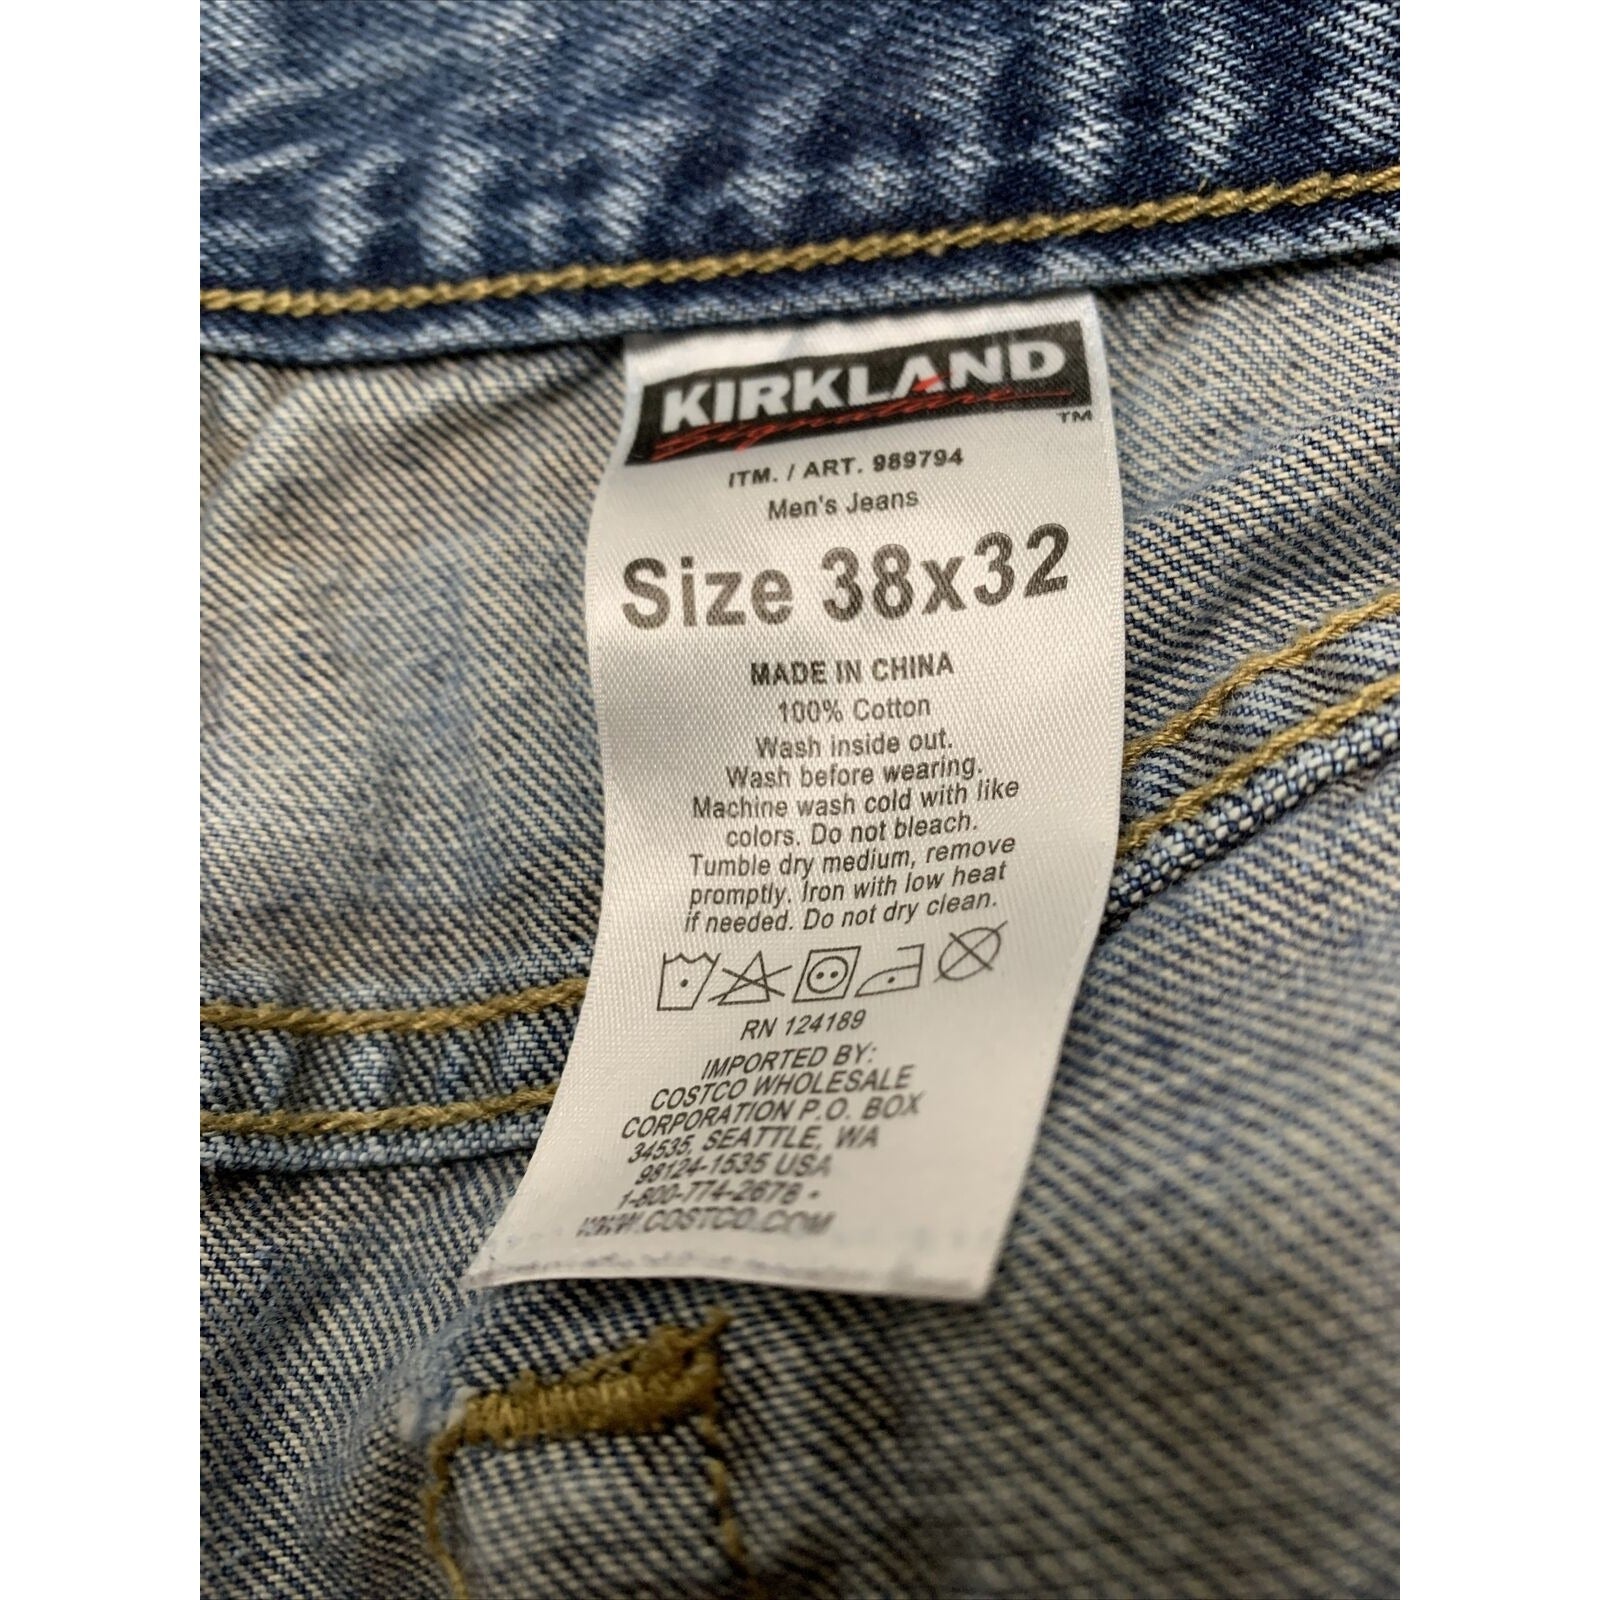 KIRKLAND
Signature
TM
ITM. / ART. 989794
Men's Jeans
Size 38x32
MADE IN CHINA
100% Cotton
Wash inside out.
Wash before wearing.
Machine wash cold with like
colors. Do not bleach.
Tumble dry medium, remove
promptly. Iron with low heat
if needed. Do not dry clean.
RN 124189
IMPORTED BY:
COSTCO WHOLESALE
CORPORATION P.O. BOX
34535, SEATTLE, WA
98124-1535 USA
1-800-774-2678 •
WWW.COSTCO.COM